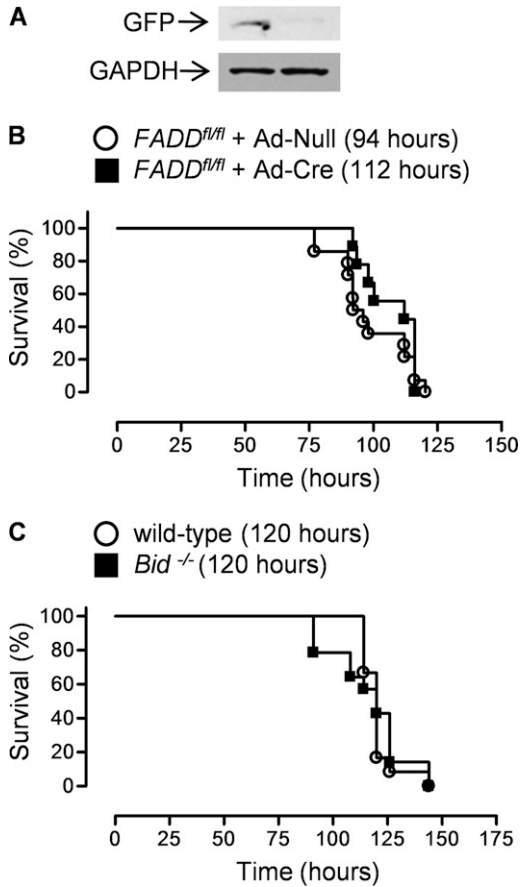 A
GFP→
GAPDH→
B
FADDfl/fl + Ad-Null (94 hours)
FADDfl/fl + Ad-Cre (112 hours)
100
80
60
40
20
0
Survival (%)
0 25 50 75 100 125 150
Time (hours)
C
wild-type (120 hours)
Bid -/- (120 hours)
100
80
60
40
20
0
Survival (%)
0 25 50 75 100 125 150 175
Time (hours)